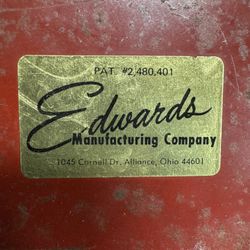 PAT. #2,480,401
Edwards
Manufacturing Company
1045 Cornell Dr. Alliance, Ohio 44601